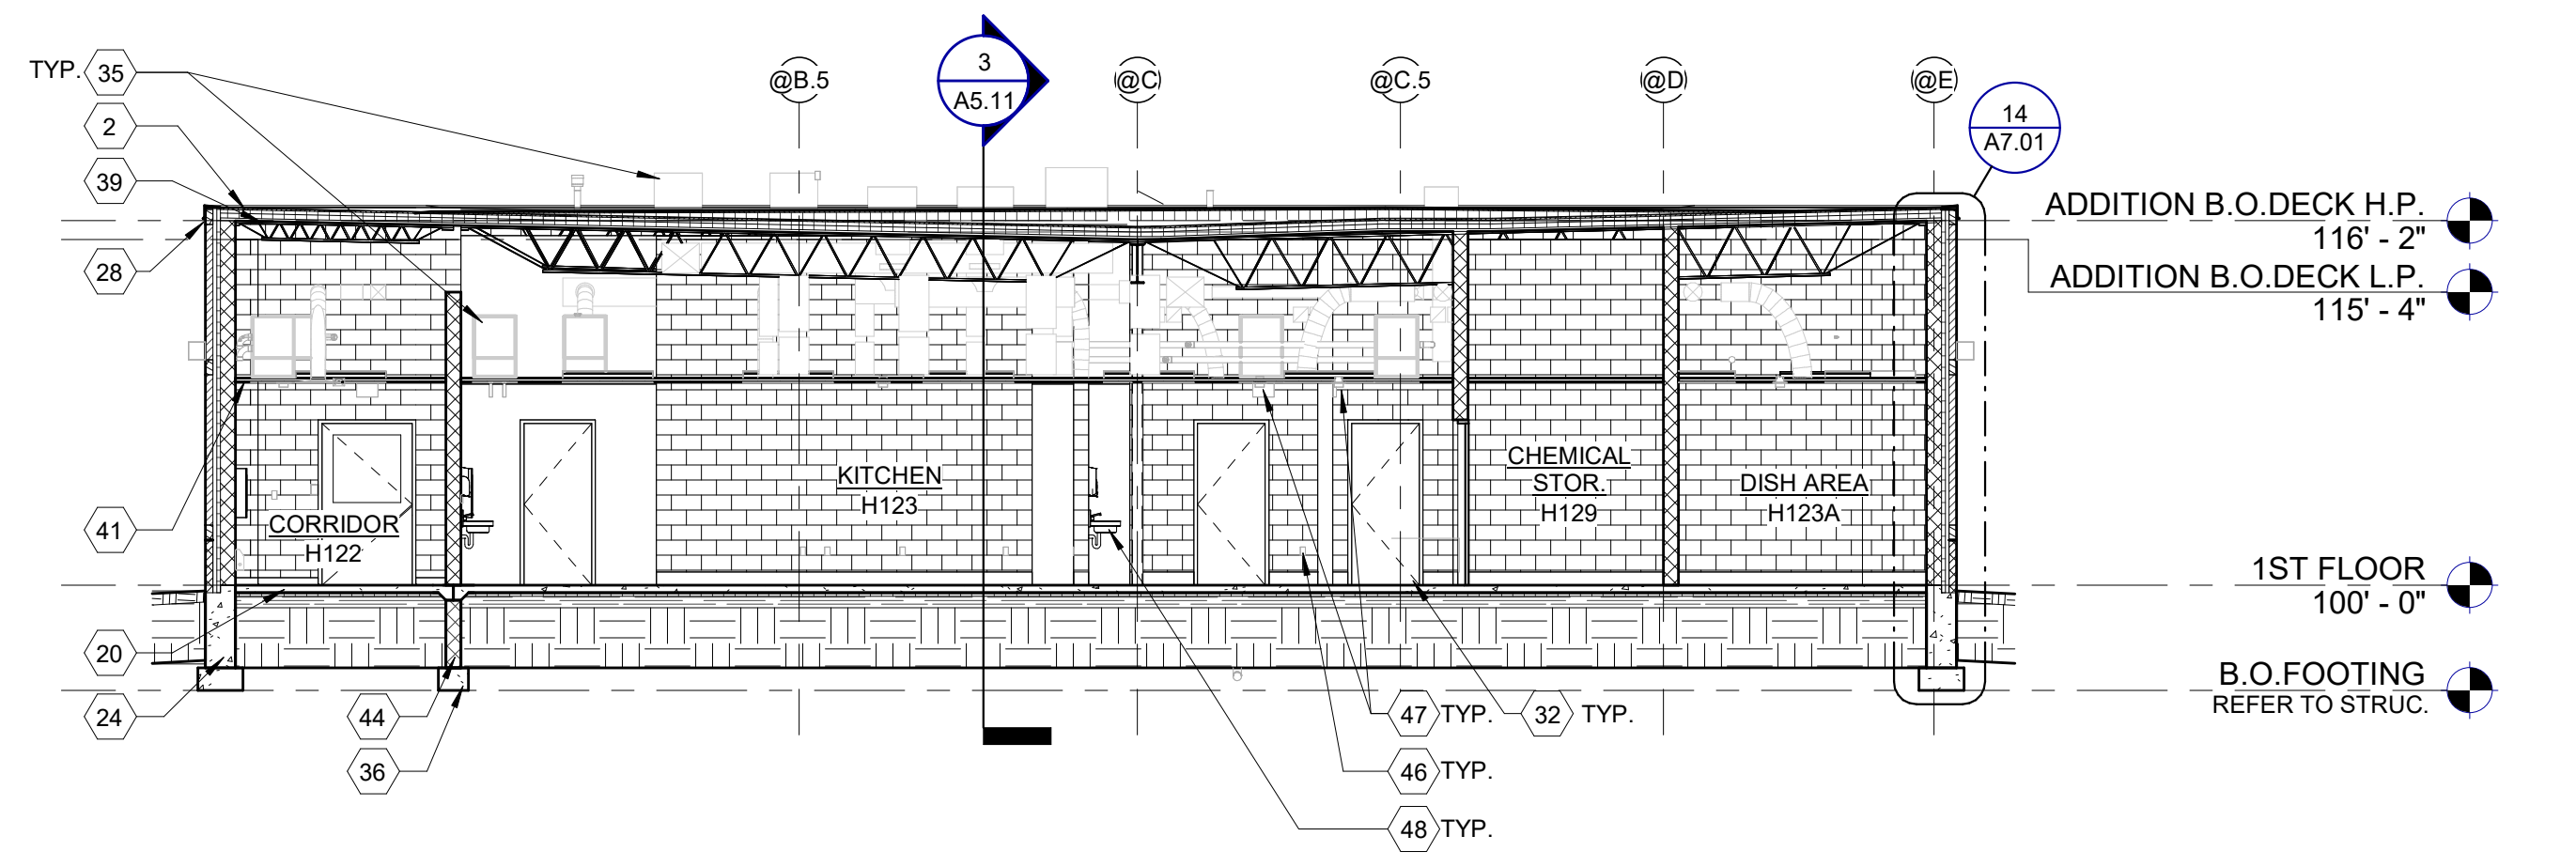 TYP. 35
2
39
28
41
20
24
44
36
@B.5
3
A5.11
@C
@C.5
@D
@E
14
A7.01
ADDITION B.O.DECK H.P.
116' - 2"
ADDITION B.O.DECK L.P.
115' - 4"
CORRIDOR
H122
KITCHEN
H123
CHEMICAL
STOR.
H129
DISH AREA
H123A
1ST FLOOR
100' - 0"
B.O.FOOTING
REFER TO STRUC.
47 TYP.
32 TYP.
46 TYP.
48 TYP.